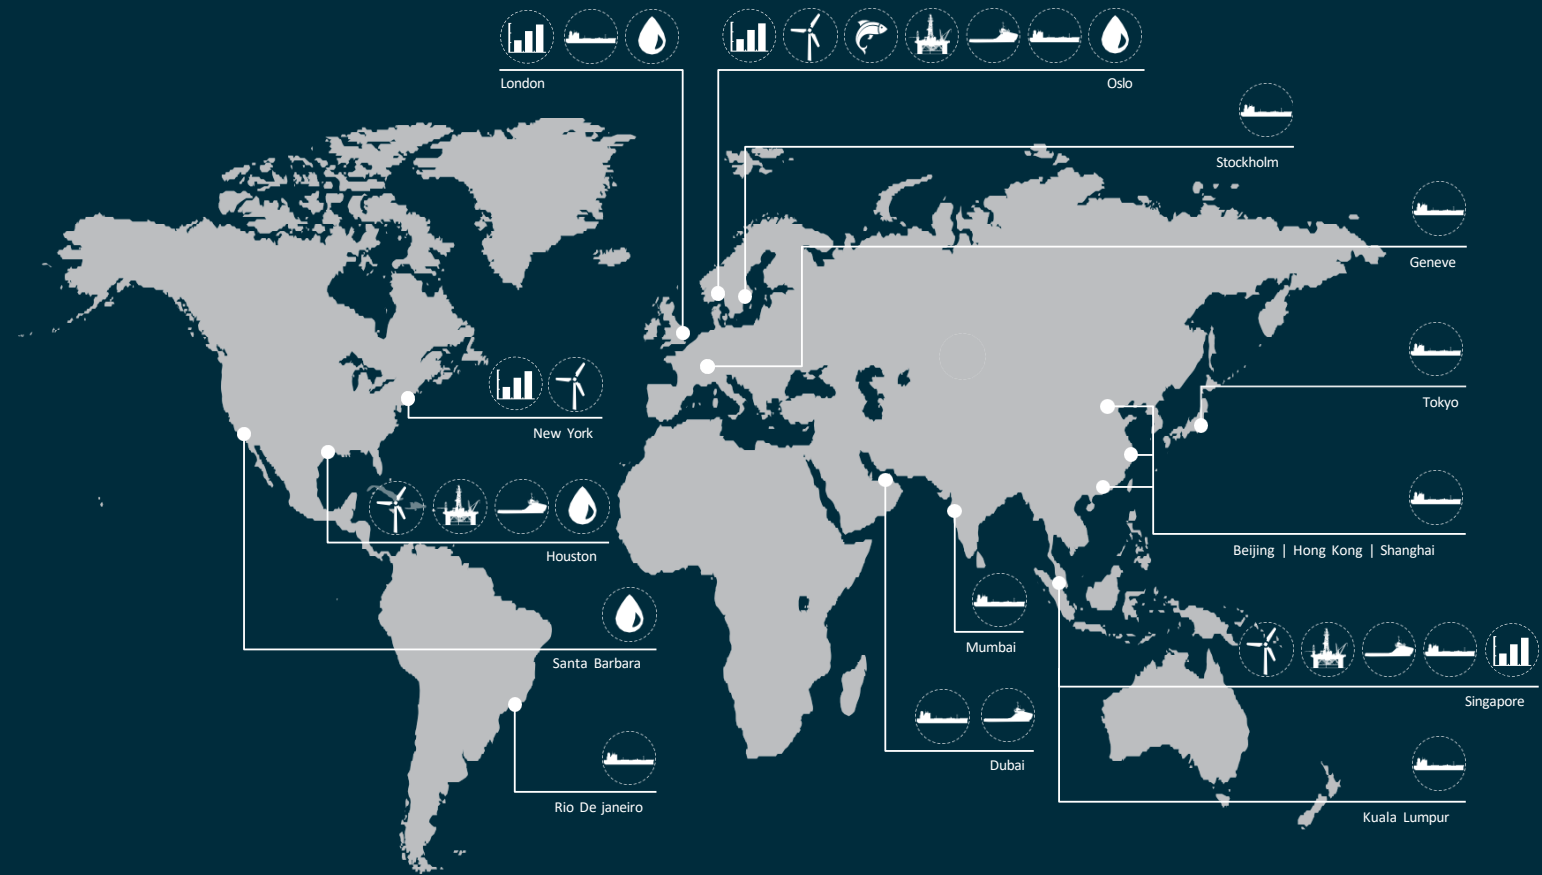 London
Oslo
Stockholm
Geneve
Tokyo
New York
Beijing | Hong Kong | Shanghai
Houston
Mumbai
Santa Barbara
Singapore
Dubai
Rio De janeiro
Kuala Lumpur